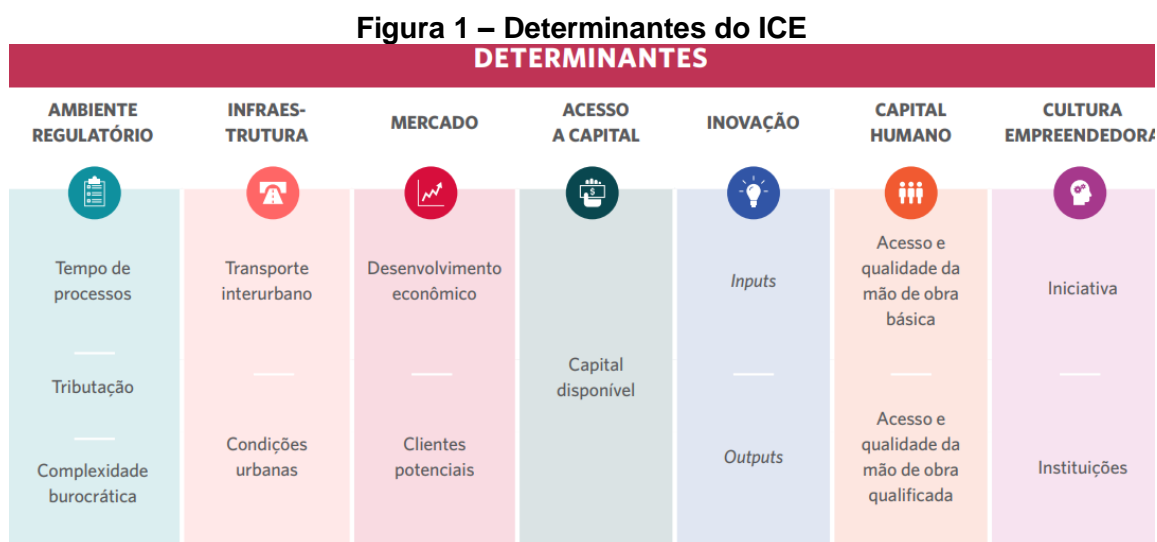 Figura 1 – Determinantes do ICE
DETERMINANTES
AMBIENTE
REGULATÓRIO
INFRAES-
TRUTURA
MERCADO
ACESSO
A CAPITAL
INOVAÇÃO
CAPITAL
HUMANO
CULTURA
EMPREENDEDORA
Tempo de
processos
Tributação
Complexidade
burocrática
Transporte
interurbano
Condições
urbanas
Desenvolvimento
econômico
Clientes
potenciais
$
Capital
disponível
Inputs
Outputs
Acesso e
qualidade da
mão de obra
básica
Acesso e
qualidade da
mão de obra
qualificada
Iniciativa
Instituições